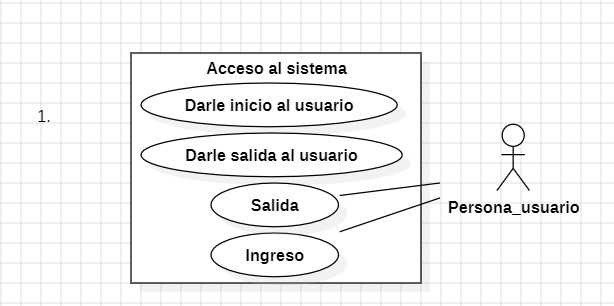 Acceso al sistema
Darle inicio al usuario
1.
Darle salida al usuario
Salida
Persona_usuario
Ingreso